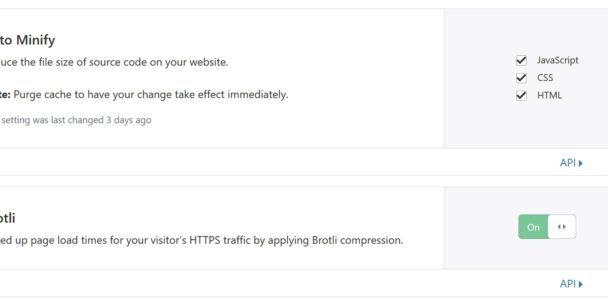 to Minify
uce the file size of source code on your website.
JavaScript
CSS
HTML
te: Purge cache to have your change take effect immediately.
setting was last changed 3 days ago
API
otli
ed up page load times for your visitor's HTTPS traffic by applying Brotli compression.
On
API